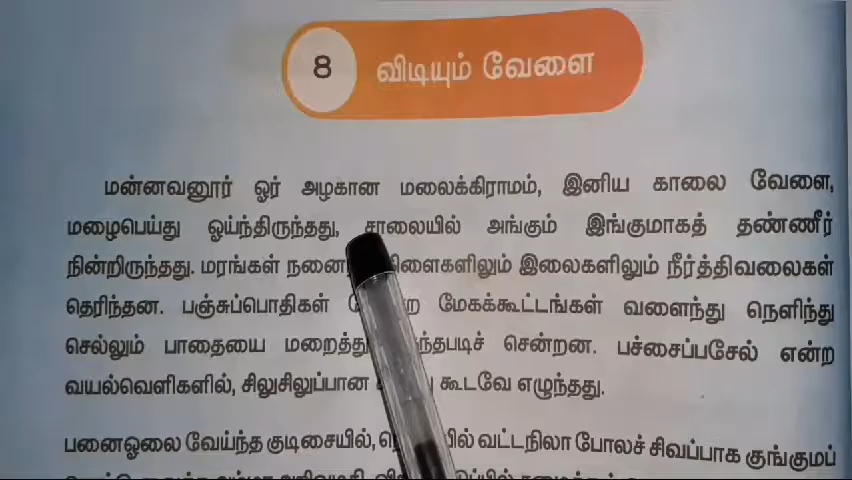 8 விடியும் வேளை
மன்னவனூர் ஓர் அழகான மலைக்கிராமம், இனிய காலை வேளை,
மழைபெய்து ஓய்ந்திருந்தது, சாலையில் அங்கும் இங்குமாகத் தண்ணீர்
நின்றிருந்தது. மரங்கள் இலைகளிலும் நீர்த்திவலைகள்
தெரிந்தன. பஞ்சுப்பொதிகள் மேகக்கூட்டங்கள் வளைந்து நெளிந்து
செல்லும் பாதையை மறைத்து சென்றன. பச்சைப்பசேல் என்ற
வயல்வெளிகளில், சிலுசிலுப்பான கூடவே எழுந்தது.
பனைஓலை வேய்ந்த குடிசையில், வட்டநிலா போலச் சிவப்பாக குங்குமப்